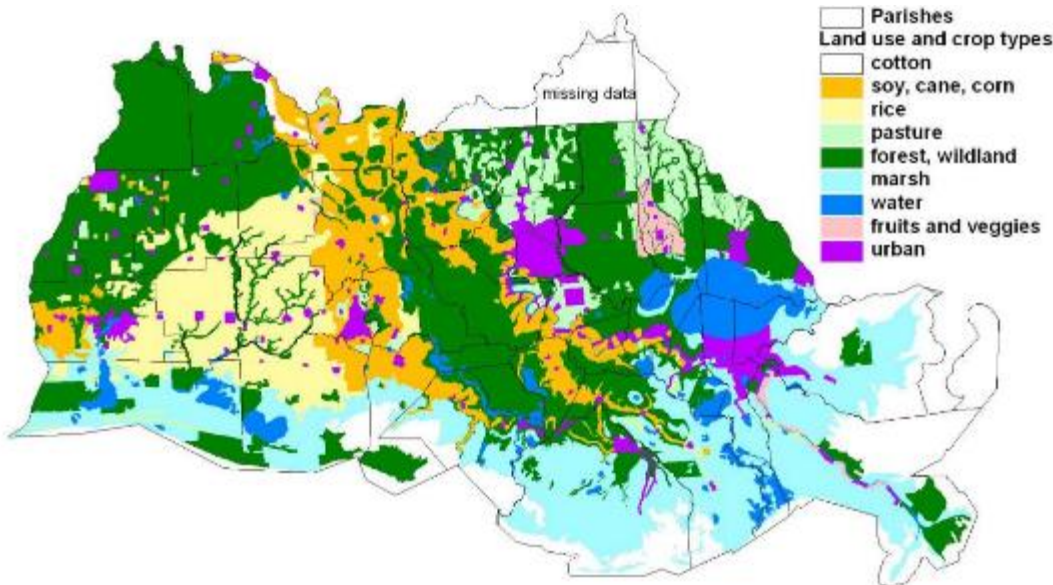 Parishes
Land use and crop types
cotton
soy, cane, corn
rice
pasture
forest, wildland
marsh
water
fruits and veggies
urban
missing data